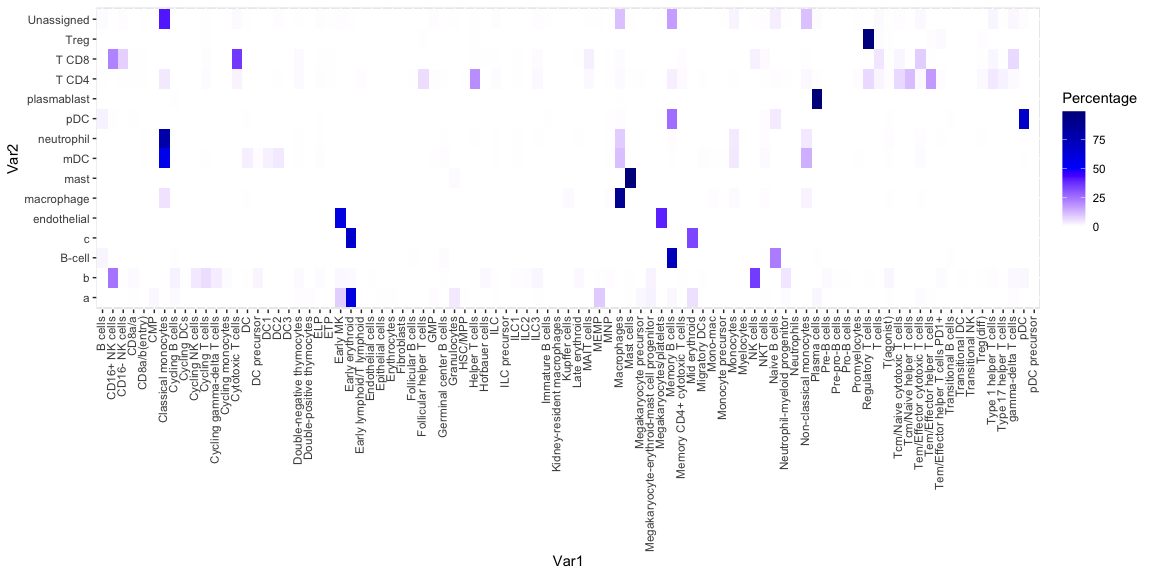 Var2
Unassigned
Treg
T CD8
T CD4
plasmablast
pDC
neutrophil
mDC
mast
macrophage
endothelial
c
B-cell
b
a
Percentage
75
50
25
0
B cells
CD16+ NK cells
CD16- NK cells
CD8a/a
CD8a/b(entry)
CMP
Classical monocytes
Cycling B cells
Cycling DCs
Cycling NK cells
Cycling T cells
Cycling gamma-delta T cells
Cycling monocytes
Cytotoxic T cells
DC
DC precursor
DC1
DC2
DC3
Double-negative thymocytes
Double-positive thymocytes
ELP
ETP
Early MK
Early erythroid
Early lymphoid/T lymphoid
Endothelial cells
Epithelial cells
Erythrocytes
Fibroblasts
Follicular B cells
Follicular helper T cells
GMP
Germinal center B cells
Granulocytes
HSC/MPP
Helper T cells
Hofbauer cells
ILC
ILC precursor
ILC1
ILC2
ILC3
Immature B cells
Kidney-resident macrophages
Kupffer cells
Late erythroid
MAIT cells
MEMP
MNP
Macrophages
Mast cells
Megakaryocyte precursor
Megakaryocyte-erythroid-mast cell progenitor
Megakaryocytes/platelets
Memory B cells
Memory CD4+ cytotoxic T cells
Mid erythroid
Migratory DCs
Mono-mac
Monocyte precursor
Monocytes
Myelocytes
NK cells
NKT cells
Naive B cells
Neutrophil-myeloid progenitor
Neutrophils
Non-classical monocytes
Plasma cells
Pre-B cells
Pre-pro-B cells
Pro-B cells
Promyelocytes
Regulatory T cells
T cells
T(agonist)
Tcm/Naive cytotoxic T cells
Tcm/Naive helper T cells
Tem/Effector cytotoxic T cells
Tem/Effector helper T cells
Tem/Effector helper T cells PD1+
Transitional B cells
Transitional DC
Transitional NK
Treg(diff)
Type 1 helper T cells
Type 17 helper T cells
gamma-delta T cells
pDC
pDC precursor
Var1